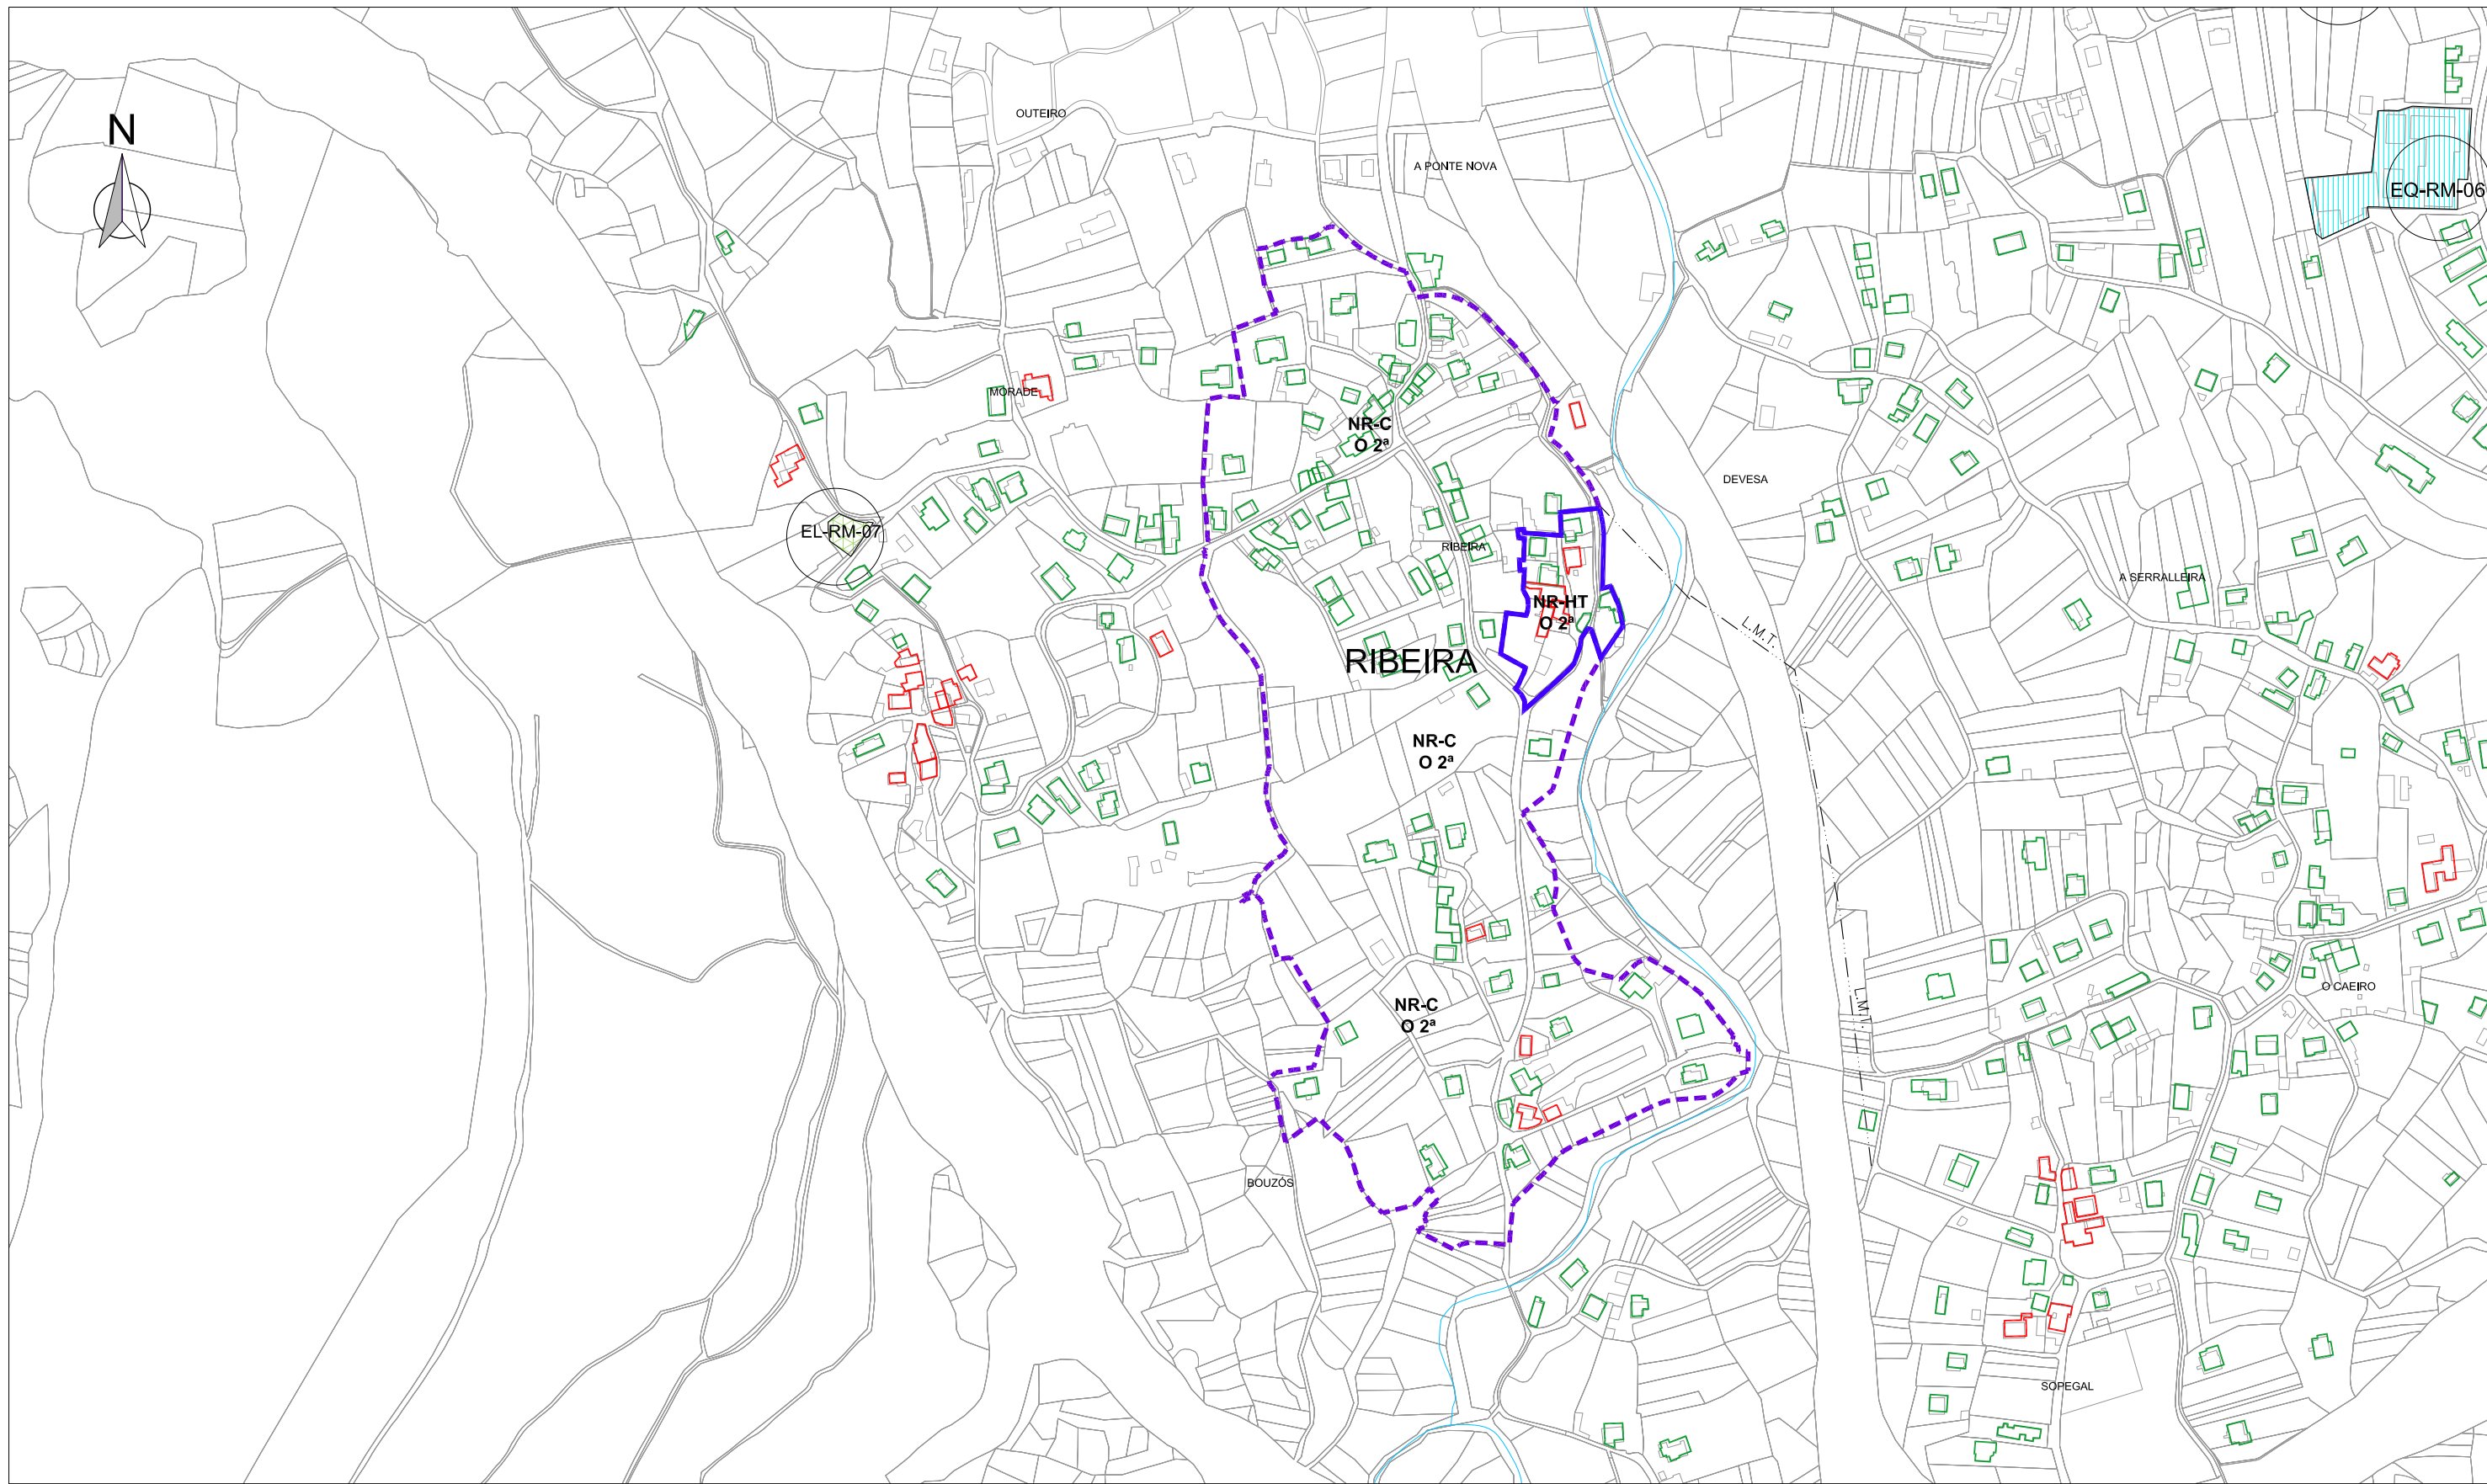 OUTEIRO
N
A PONTE NOVA
EQ-RM-06
MORADE
NR-C
O 2ª
DEVESA
EL-RM-07
RIBEIRA
A SERRALLEIRA
NR-HT
O 2ª
L.M.T.
RIBEIRA
NR-C
O 2ª
O CAEIRO
NR-C
O 2ª
L.M.T.
BOUZÓS
SOPEGAL